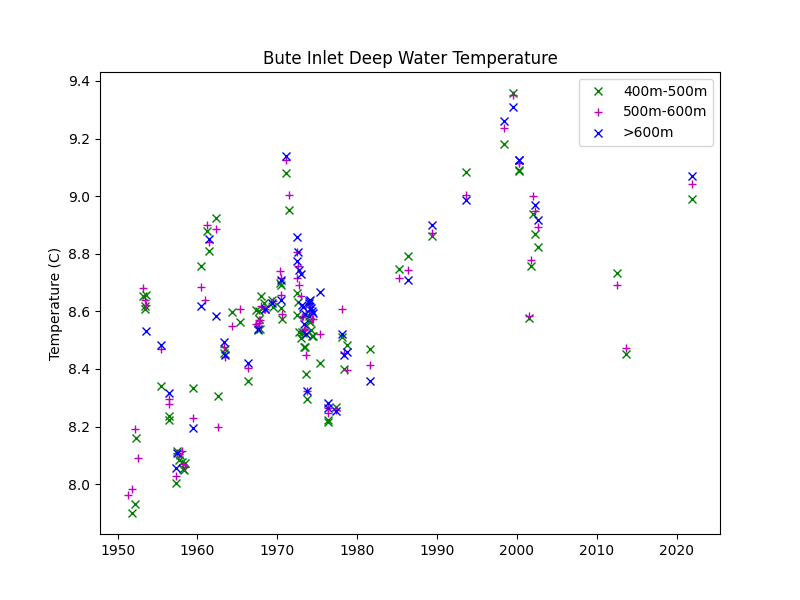 Bute Inlet Deep Water Temperature
400m-500m
500m-600m
>600m
Temperature (C)
9.4
9.2
9.0
8.8
8.6
8.4
8.2
8.0
1950 1960 1970 1980 1990 2000 2010 2020